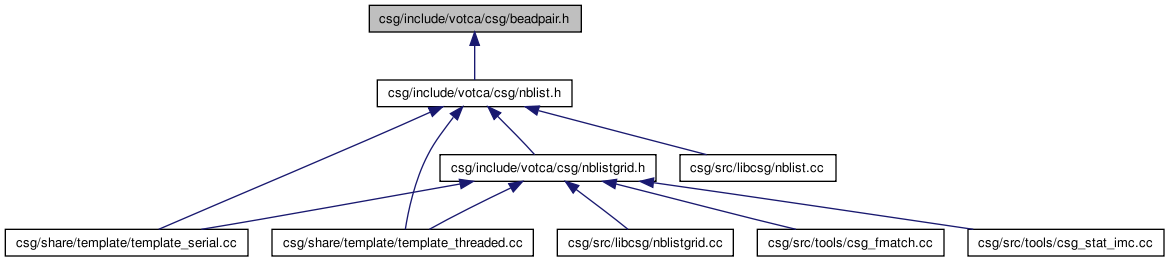 csg/include/votca/csg/beadpair.h
csg/include/votca/csg/nblist.h
csg/include/votca/csg/nblistgrid.h
csg/src/libcsg/nblist.cc
csg/share/template/template_serial.cc
csg/share/template/template_threaded.cc
csg/src/libcsg/nblistgrid.cc
csg/src/tools/csg_fmatch.cc
csg/src/tools/csg_stat_imc.cc